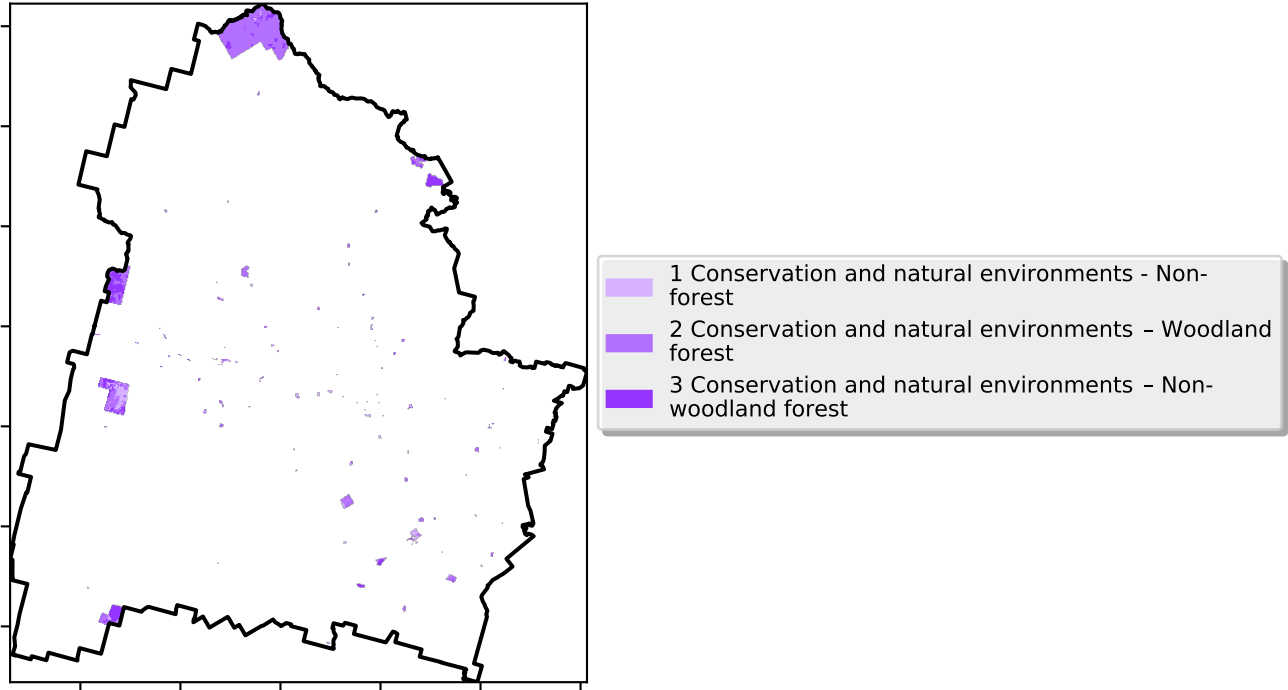 1 Conservation and natural environments - Non-
forest
2 Conservation and natural environments – Woodland
forest
3 Conservation and natural environments – Non-
woodland forest